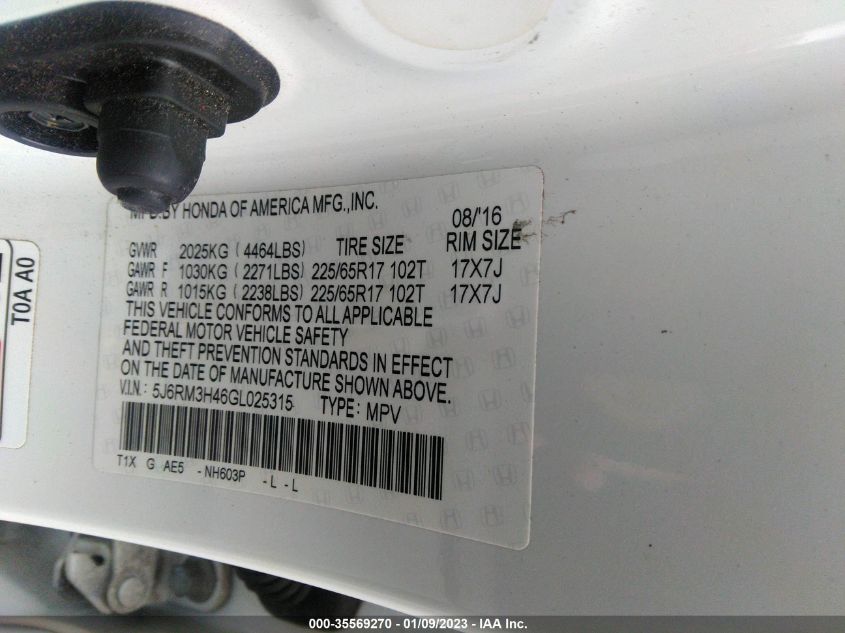 MFD.BY HONDA OF AMERICA MFG.,INC.
08/'16
GVWR 2025KG (4464LBS) TIRE SIZE RIM SIZE
GAWR F 1030KG (2271LBS) 225/65R17 102T 17X7J
GAWR R 1015KG (2238LBS) 225/65R17 102T 17X7J
THIS VEHICLE CONFORMS TO ALL APPLICABLE
FEDERAL MOTOR VEHICLE SAFETY
AND THEFT PREVENTION STANDARDS IN EFFECT
ON THE DATE OF MANUFACTURE SHOWN ABOVE.
V.I.N.: 5J6RM3H46GL025315 TYPE: MPV
T1X G AE5 -NH603P -L -L
T0A A0
000-35569270 - 01/09/2023 - IAA Inc.